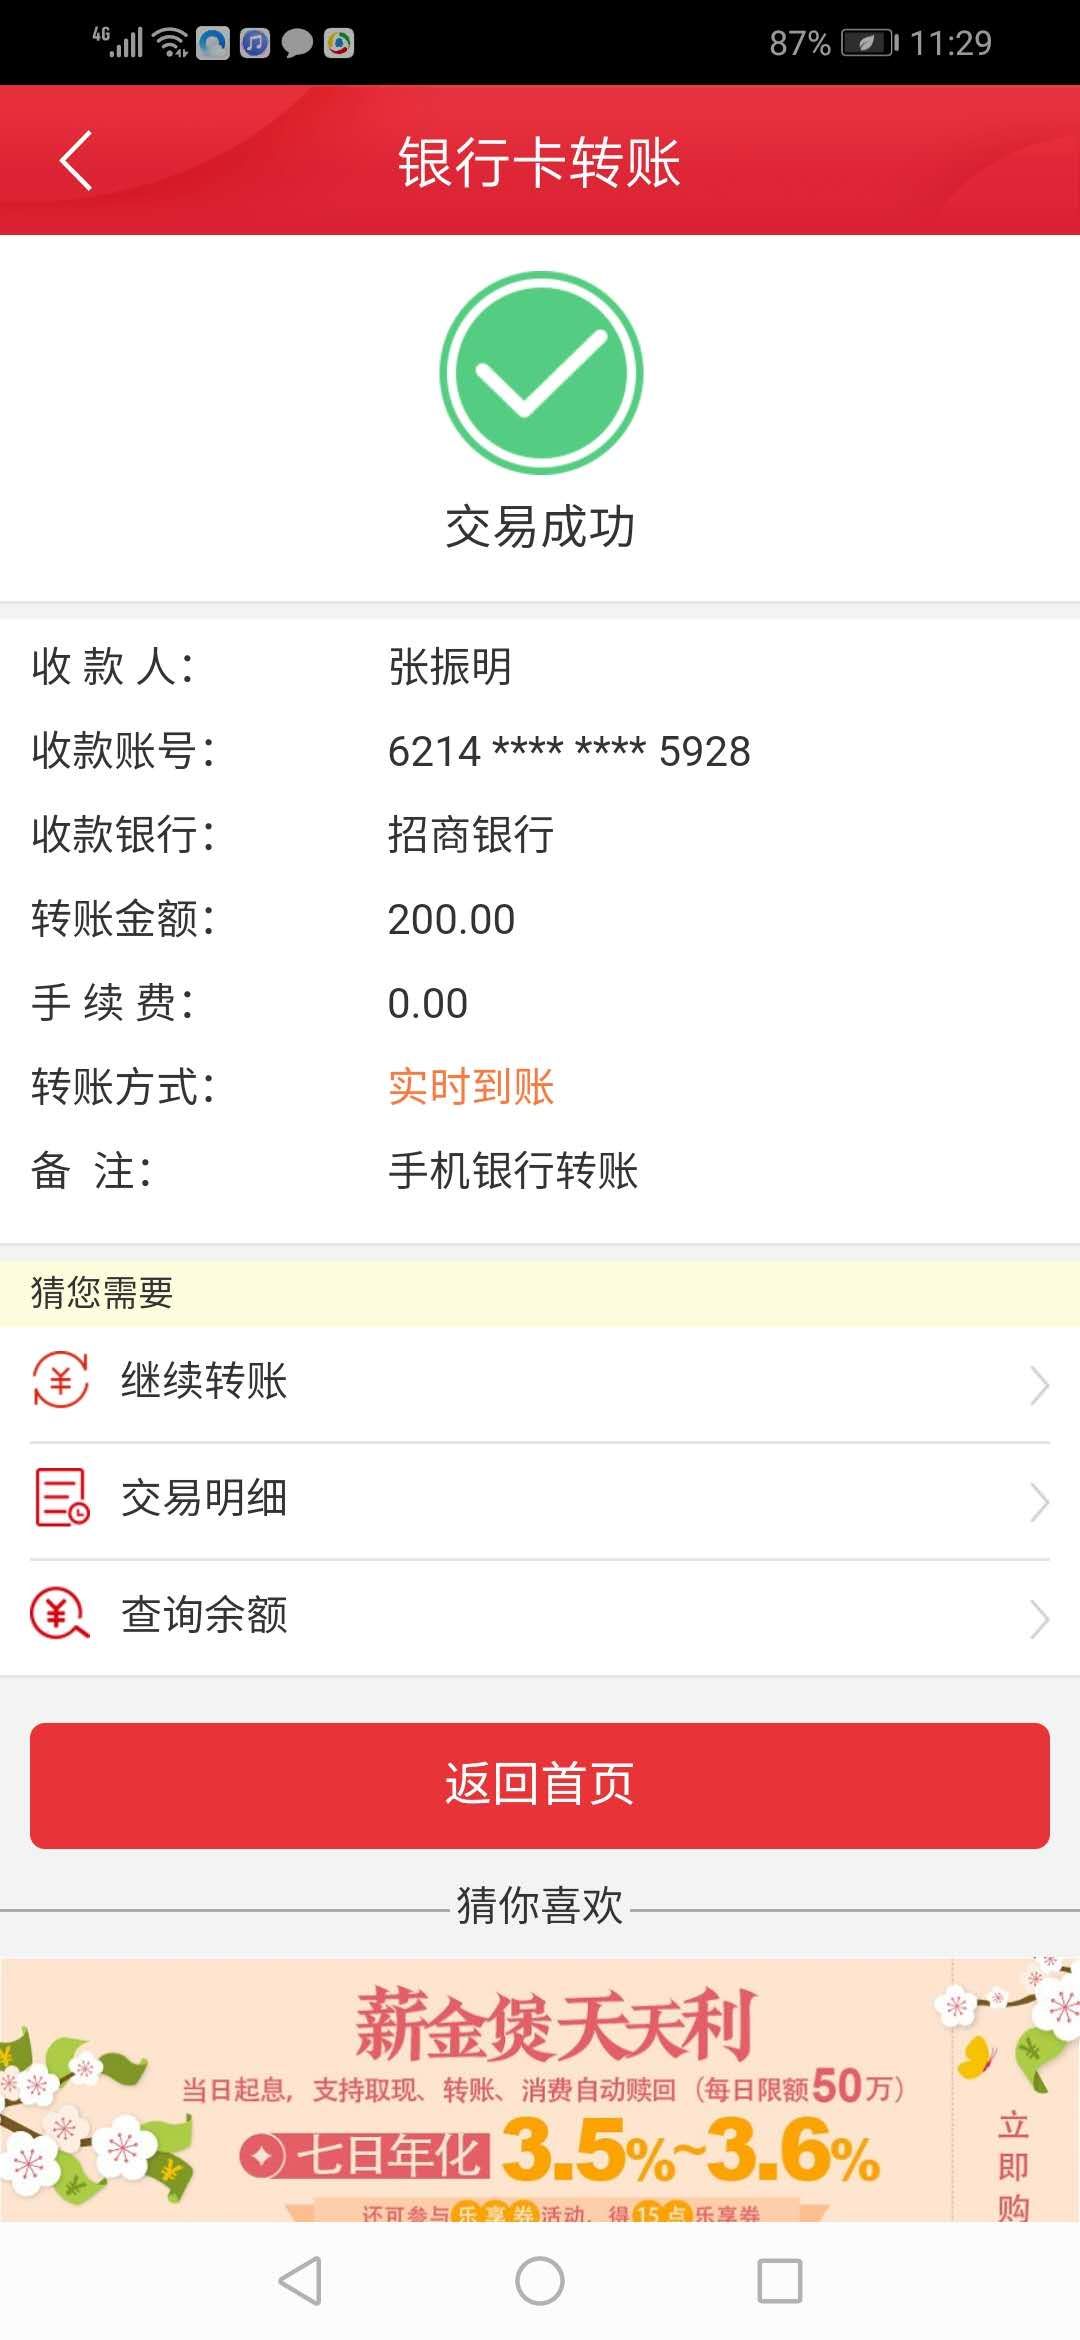 4G 87% 11:29
银行卡转账
交易成功
收 款 人： 张振明
收款账号： 6214 **** **** 5928
收款银行： 招商银行
转账金额： 200.00
手 续 费： 0.00
转账方式： 实时到账
备 注： 手机银行转账
猜您需要
继续转账
交易明细
查询余额
返回首页
猜你喜欢
薪金煲天天利
当日起息，支持取现、转账、消费自动赎回（每日限额50万）
七日年化 3.5%~3.6%
还可参与乐享券活动，得15点乐享券
立即购